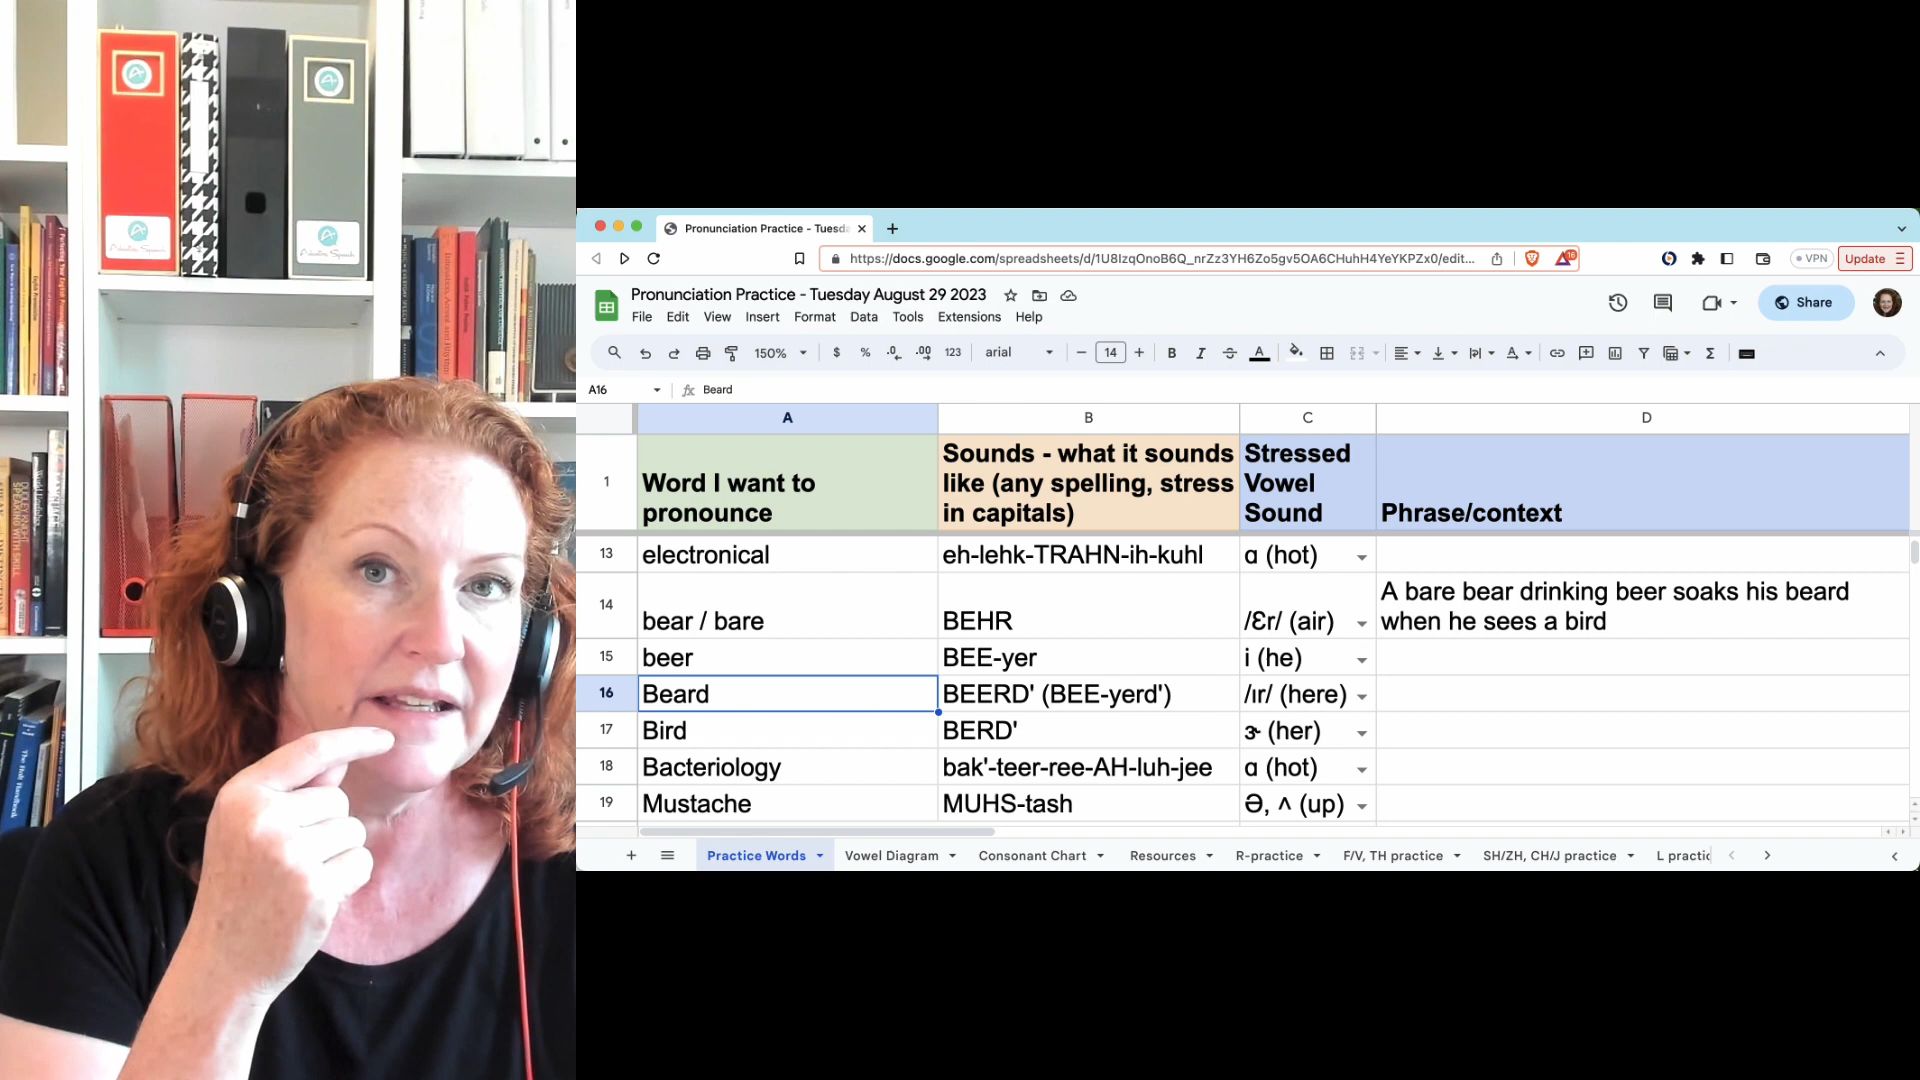 Pronunciation Practice - Tuesd
https://docs.google.com/spreadsheets/d/1U8IzqOnoB6Q_nrZz3YH6Zo5gv5OA6CHuhH4YeYKPZx0/edit...
VPN
Update
Pronunciation Practice - Tuesday August 29 2023
File Edit View Insert Format Data Tools Extensions Help
Share
150% $ % .0 .00 123 arial 14 B I A
A16 fx Beard
A B C D
1 Word I want to pronounce
Sounds - what it sounds like (any spelling, stress in capitals)
Stressed Vowel Sound
Phrase/context
13 electronical eh-lehk-TRAHN-ih-kuhl ɑ (hot)
14 bear / bare BEHR /Ɛr/ (air) A bare bear drinking beer soaks his beard
when he sees a bird
15 beer BEE-yer i (he)
16 Beard BEERD' (BEE-yerd') /ɪr/ (here)
17 Bird BERD' ɝ (her)
18 Bacteriology bak'-teer-ree-AH-luh-jee ɑ (hot)
19 Mustache MUHS-tash Ə, ʌ (up)
Practice Words Vowel Diagram Consonant Chart Resources R-practice F/V, TH practice SH/ZH, CH/J practice L practic